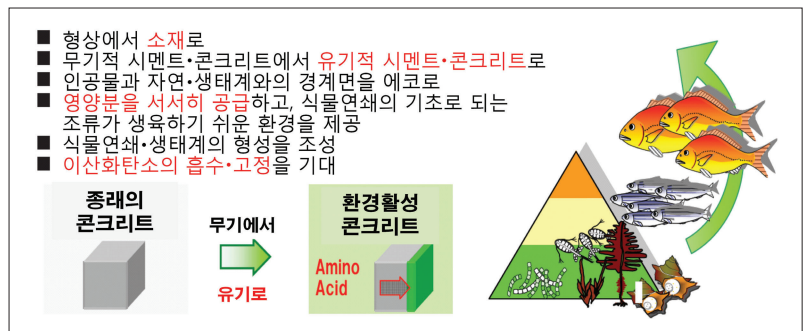 ■ 형상에서 소재로
■ 무기적 시멘트•콘크리트에서 유기적 시멘트•콘크리트로
■ 인공물과 자연•생태계와의 경계면을 에코로
■ 영양분을 서서히 공급하고, 식물연쇄의 기초로 되는
조류가 생육하기 쉬운 환경을 제공
■ 식물연쇄•생태계의 형성을 조성
■ 이산화탄소의 흡수•고정을 기대
종래의
콘크리트
무기에서
유기로
환경활성
콘크리트
Amino
Acid